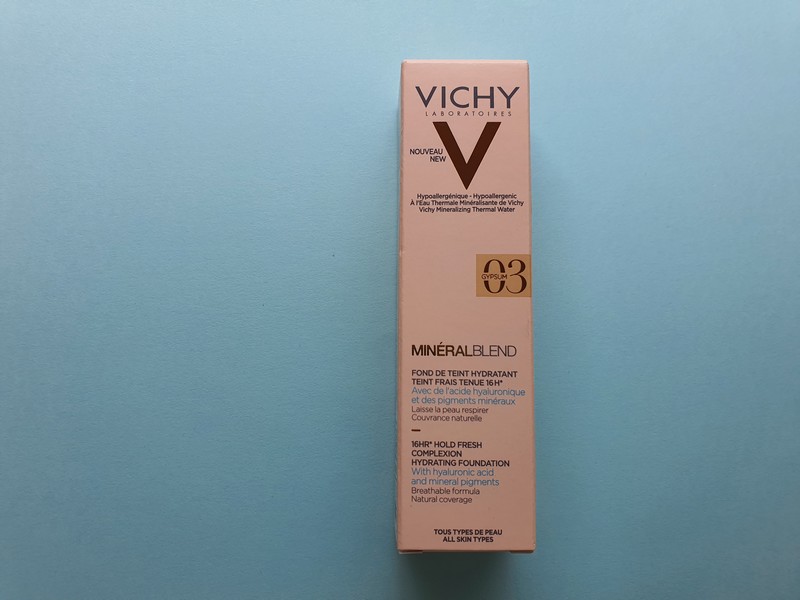 VICHY
LABORATOIRES
NOUVEAU
NEW
V
Hypoallergénique - Hypoallergenic
À l'Eau Thermale Minéralisante de Vichy
Vichy Mineralizing Thermal Water
03
GYPSUM
MINÉRALBLEND
FOND DE TEINT HYDRATANT
TEINT FRAIS TENUE 16H*
Avec de l'acide hyaluronique
et des pigments minéraux
Laisse la peau respirer
Couvrance naturelle
16HR* HOLD FRESH
COMPLEXION
HYDRATING FOUNDATION
With hyaluronic acid
and mineral pigments
Breathable formula
Natural coverage
TOUS TYPES DE PEAU
ALL SKIN TYPES